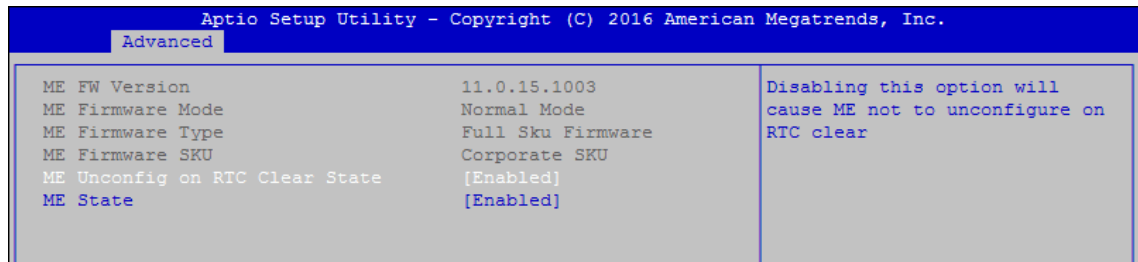 Aptio Setup Utility - Copyright (C) 2016 American Megatrends, Inc.
Advanced
ME FW Version 11.0.15.1003
ME Firmware Mode Normal Mode
ME Firmware Type Full Sku Firmware
ME Firmware SKU Corporate SKU
ME Unconfig on RTC Clear State [Enabled]
ME State [Enabled]
Disabling this option will
cause ME not to unconfigure on
RTC clear